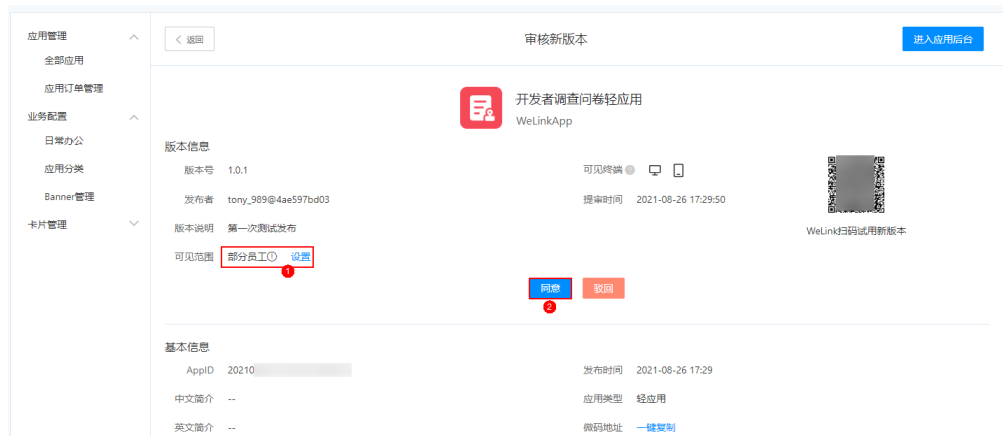 应用管理
全部应用
应用订单管理
业务配置
日常办公
应用分类
Banner管理
卡片管理
返回
审核新版本
进入应用后台
开发者调查问卷轻应用
WeLinkApp
版本信息
版本号 1.0.1
可见终端
发布者 tony_989@4ae597bd03
提审时间 2021-08-26 17:29:50
版本说明 第一次测试发布
WeLink扫码试用新版本
可见范围 部分员工 设置
1
同意 驳回
2
基本信息
AppID 20210
发布时间 2021-08-26 17:29
中文简介 --
应用类型 轻应用
英文简介 --
微码地址 一键复制